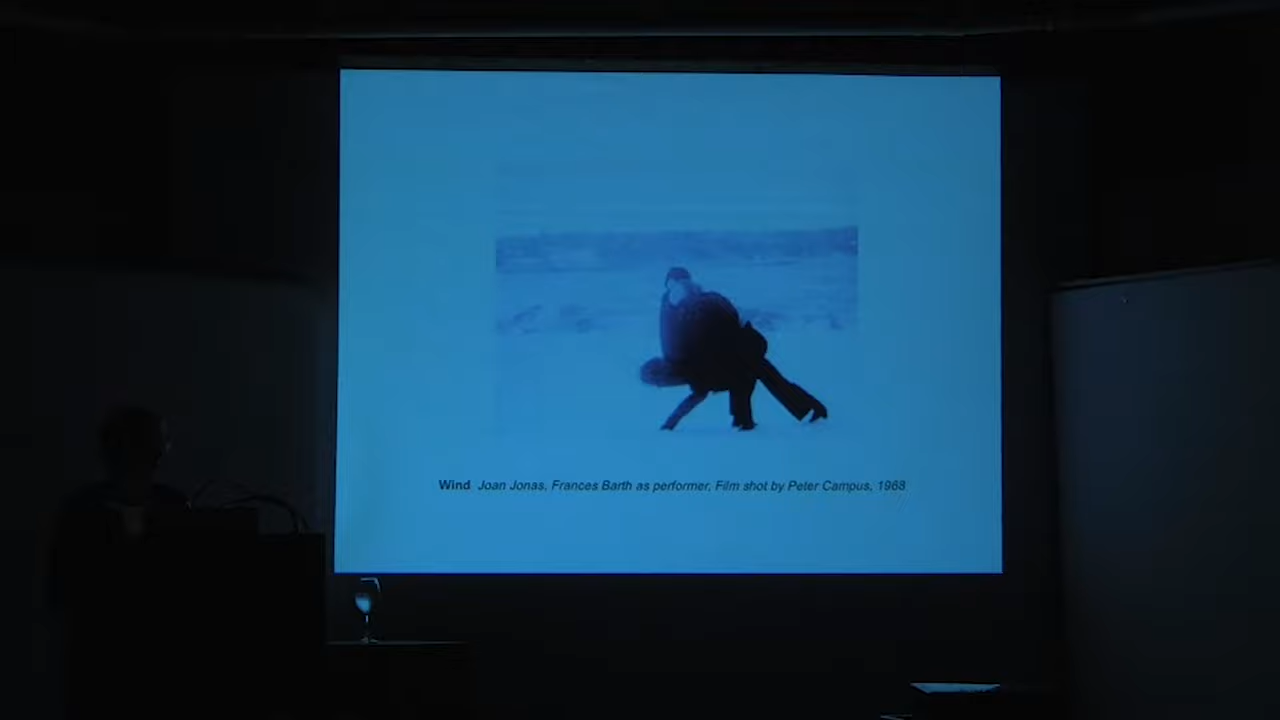 Wind Joan Jonas, Frances Barth as performer, Film shot by Peter Campus, 1968